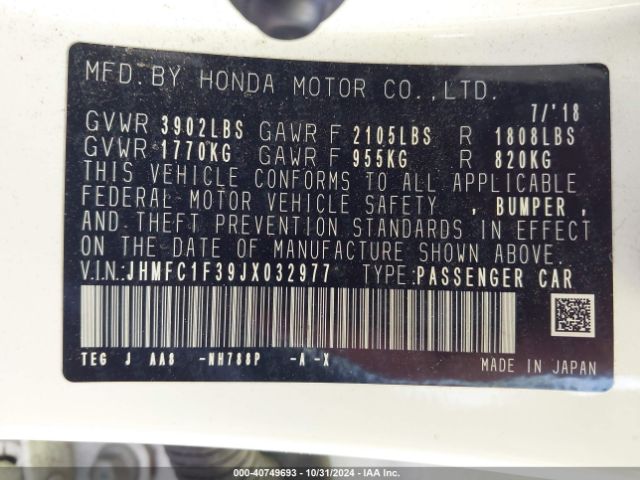 MFD. BY HONDA MOTOR CO.,LTD.
7/'18
GVWR 3902LBS GAWR F 2105LBS R 1808LBS
GVWR 1770KG GAWR F 955KG R 820KG
THIS VEHICLE CONFORMS TO ALL APPLICABLE
FEDERAL MOTOR VEHICLE SAFETY , BUMPER ,
AND THEFT PREVENTION STANDARDS IN EFFECT
ON THE DATE OF MANUFACTURE SHOWN ABOVE.
V.I.N.: JHMFC1F39JX032977 TYPE:PASSENGER CAR
TEG J AA8 -NH788P -A -X
MADE IN JAPAN
000-40749693 - 10/31/2024 - IAA Inc.